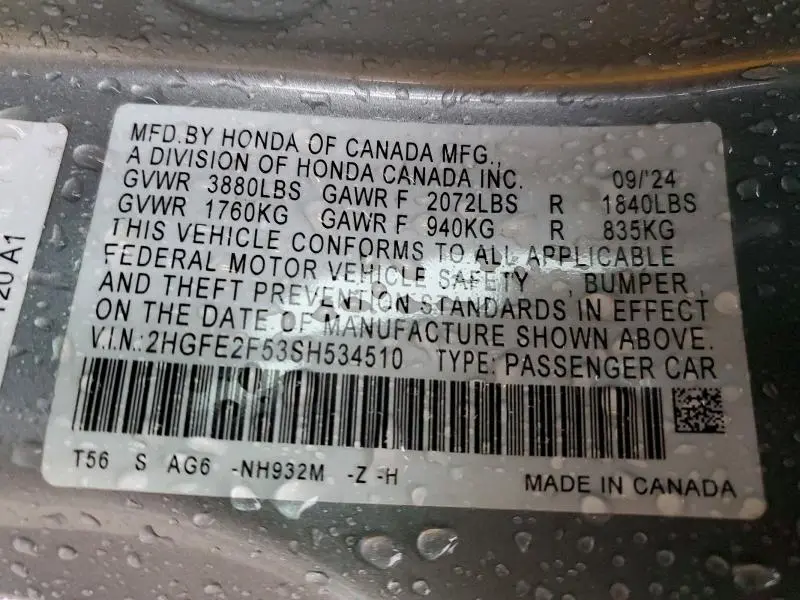 MFD.BY HONDA OF CANADA MFG.,
A DIVISION OF HONDA CANADA INC. 09/'24
GVWR 3880LBS GAWR F 2072LBS R 1840LBS
GVWR 1760KG GAWR F 940KG R 835KG
THIS VEHICLE CONFORMS TO ALL APPLICABLE
FEDERAL MOTOR VEHICLE SAFETY , BUMPER ,
AND THEFT PREVENTION STANDARDS IN EFFECT
ON THE DATE OF MANUFACTURE SHOWN ABOVE.
V.I.N.: 2HGFE2F53SH534510 TYPE: PASSENGER CAR
T56 S AG6 -NH932M -Z -H
MADE IN CANADA
120 A1